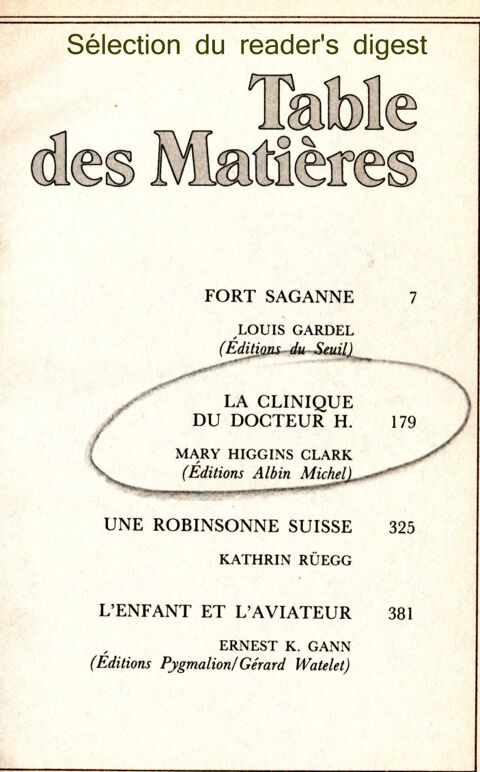 Sélection du reader's digest
Table
des Matières
FORT SAGANNE 7
LOUIS GARDEL
(Éditions du Seuil)
LA CLINIQUE
DU DOCTEUR H. 179
MARY HIGGINS CLARK
(Éditions Albin Michel)
UNE ROBINSONNE SUISSE 325
KATHRIN RÜEGG
L'ENFANT ET L'AVIATEUR 381
ERNEST K. GANN
(Éditions Pygmalion/Gérard Watelet)